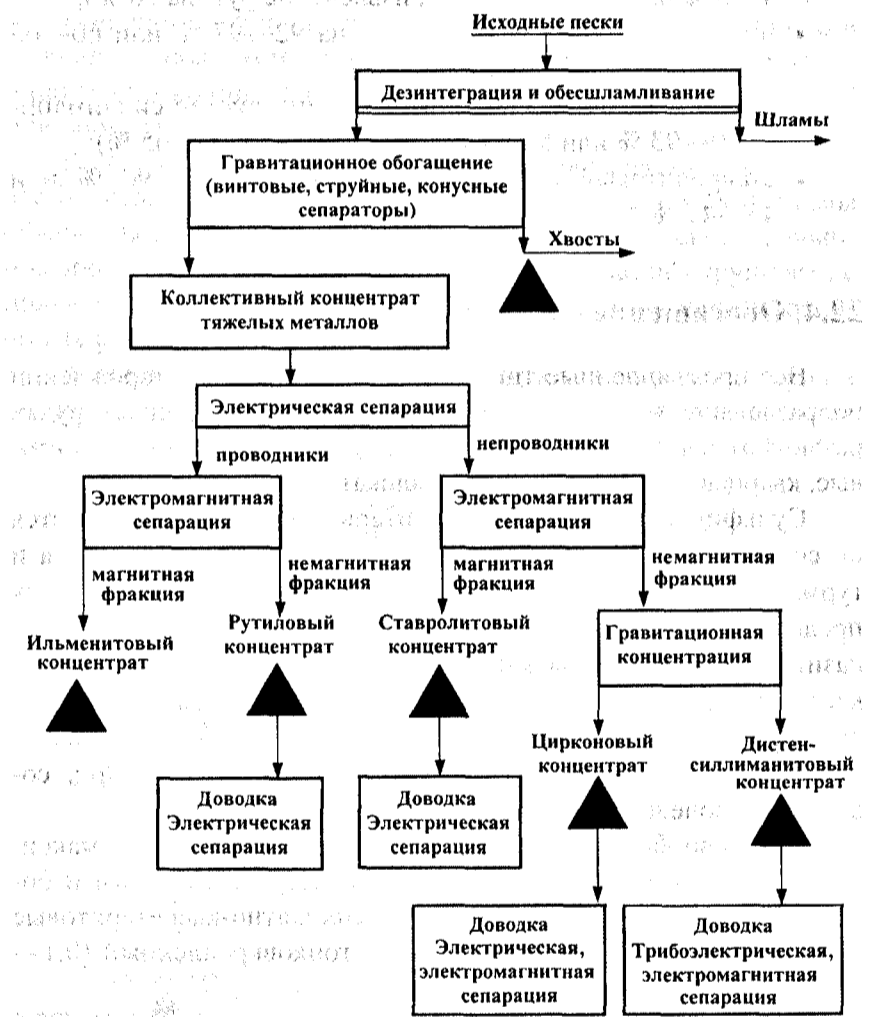 Исходные пески
Дезинтеграция и обесшламливание
Шламы
Гравитационное обогащение
(винтовые, струйные, конусные
сепараторы)
Хвосты
Коллективный концентрат
тяжелых металлов
Электрическая сепарация
проводники
непроводники
Электромагнитная
сепарация
Электромагнитная
сепарация
магнитная
фракция
немагнитная
фракция
магнитная
фракция
немагнитная
фракция
Ильменитовый
концентрат
Рутиловый
концентрат
Ставролитовый
концентрат
Гравитационная
концентрация
Цирконовый
концентрат
Дистен-
силлиманитовый
концентрат
Доводка
Электрическая
сепарация
Доводка
Электрическая
сепарация
Доводка
Электрическая,
электромагнитная
сепарация
Доводка
Трибоэлектрическая,
электромагнитная
сепарация